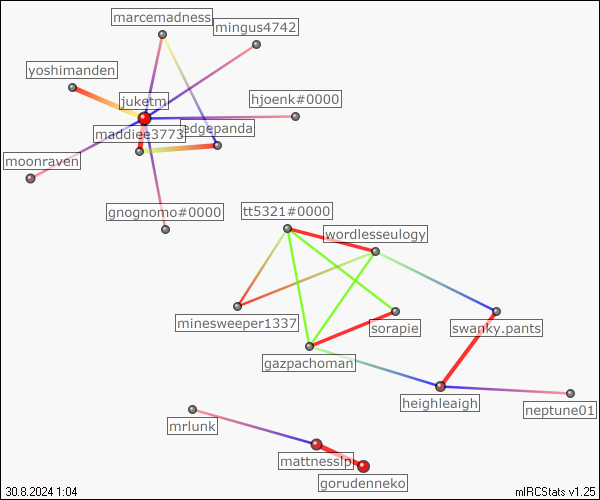 marcemadness
mingus4742
yoshimanden
juketm
hjoenk#0000
maddiee3773
edgepanda
moonraven
gnognomo#0000
tt5321#0000
wordlesseulogy
minesweeper1337
sorapie
swanky.pants
gazpachoman
heighleaigh
neptune01
mrlunk
mattnessip
gorudenneko
30.8.2024 1:04
mIRCStats v1.25